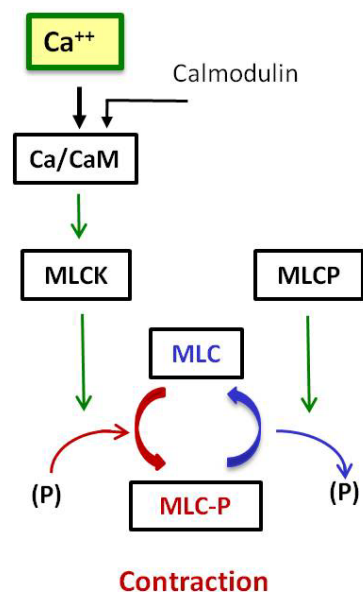 Ca++
Calmodulin
Ca/CaM
MLCK
MLCP
MLC
(P)
(P)
MLC-P
Contraction